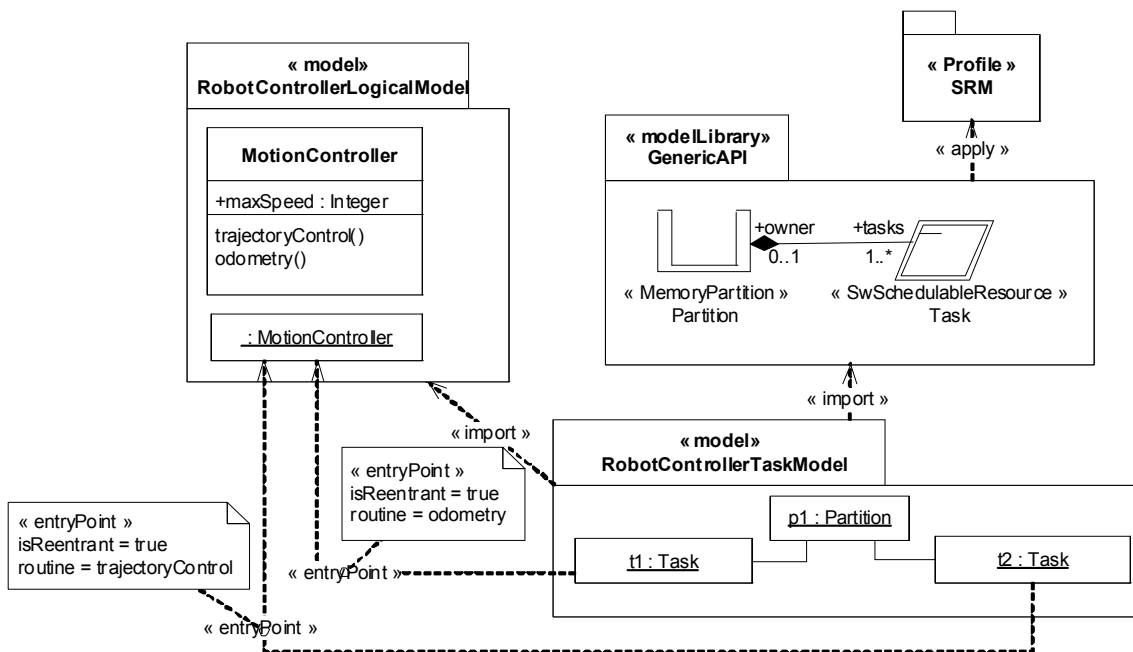 « model»
RobotControllerLogicalModel
MotionController
+maxSpeed : Integer
trajectoryControl()
odometry()
: MotionController
« Profile »
SRM
« apply »
« modelLibrary»
GenericAPI
+owner
0..1
+tasks
1..*
« MemoryPartition »
Partition
« SwSchedulableResource »
Task
« import »
« import »
« model»
RobotControllerTaskModel
p1 : Partition
t1 : Task
t2 : Task
« entryPoint »
isReentrant = true
routine = odometry
« entryPoint »
isReentrant = true
routine = trajectoryControl
« entryPoint »
« entryPoint »